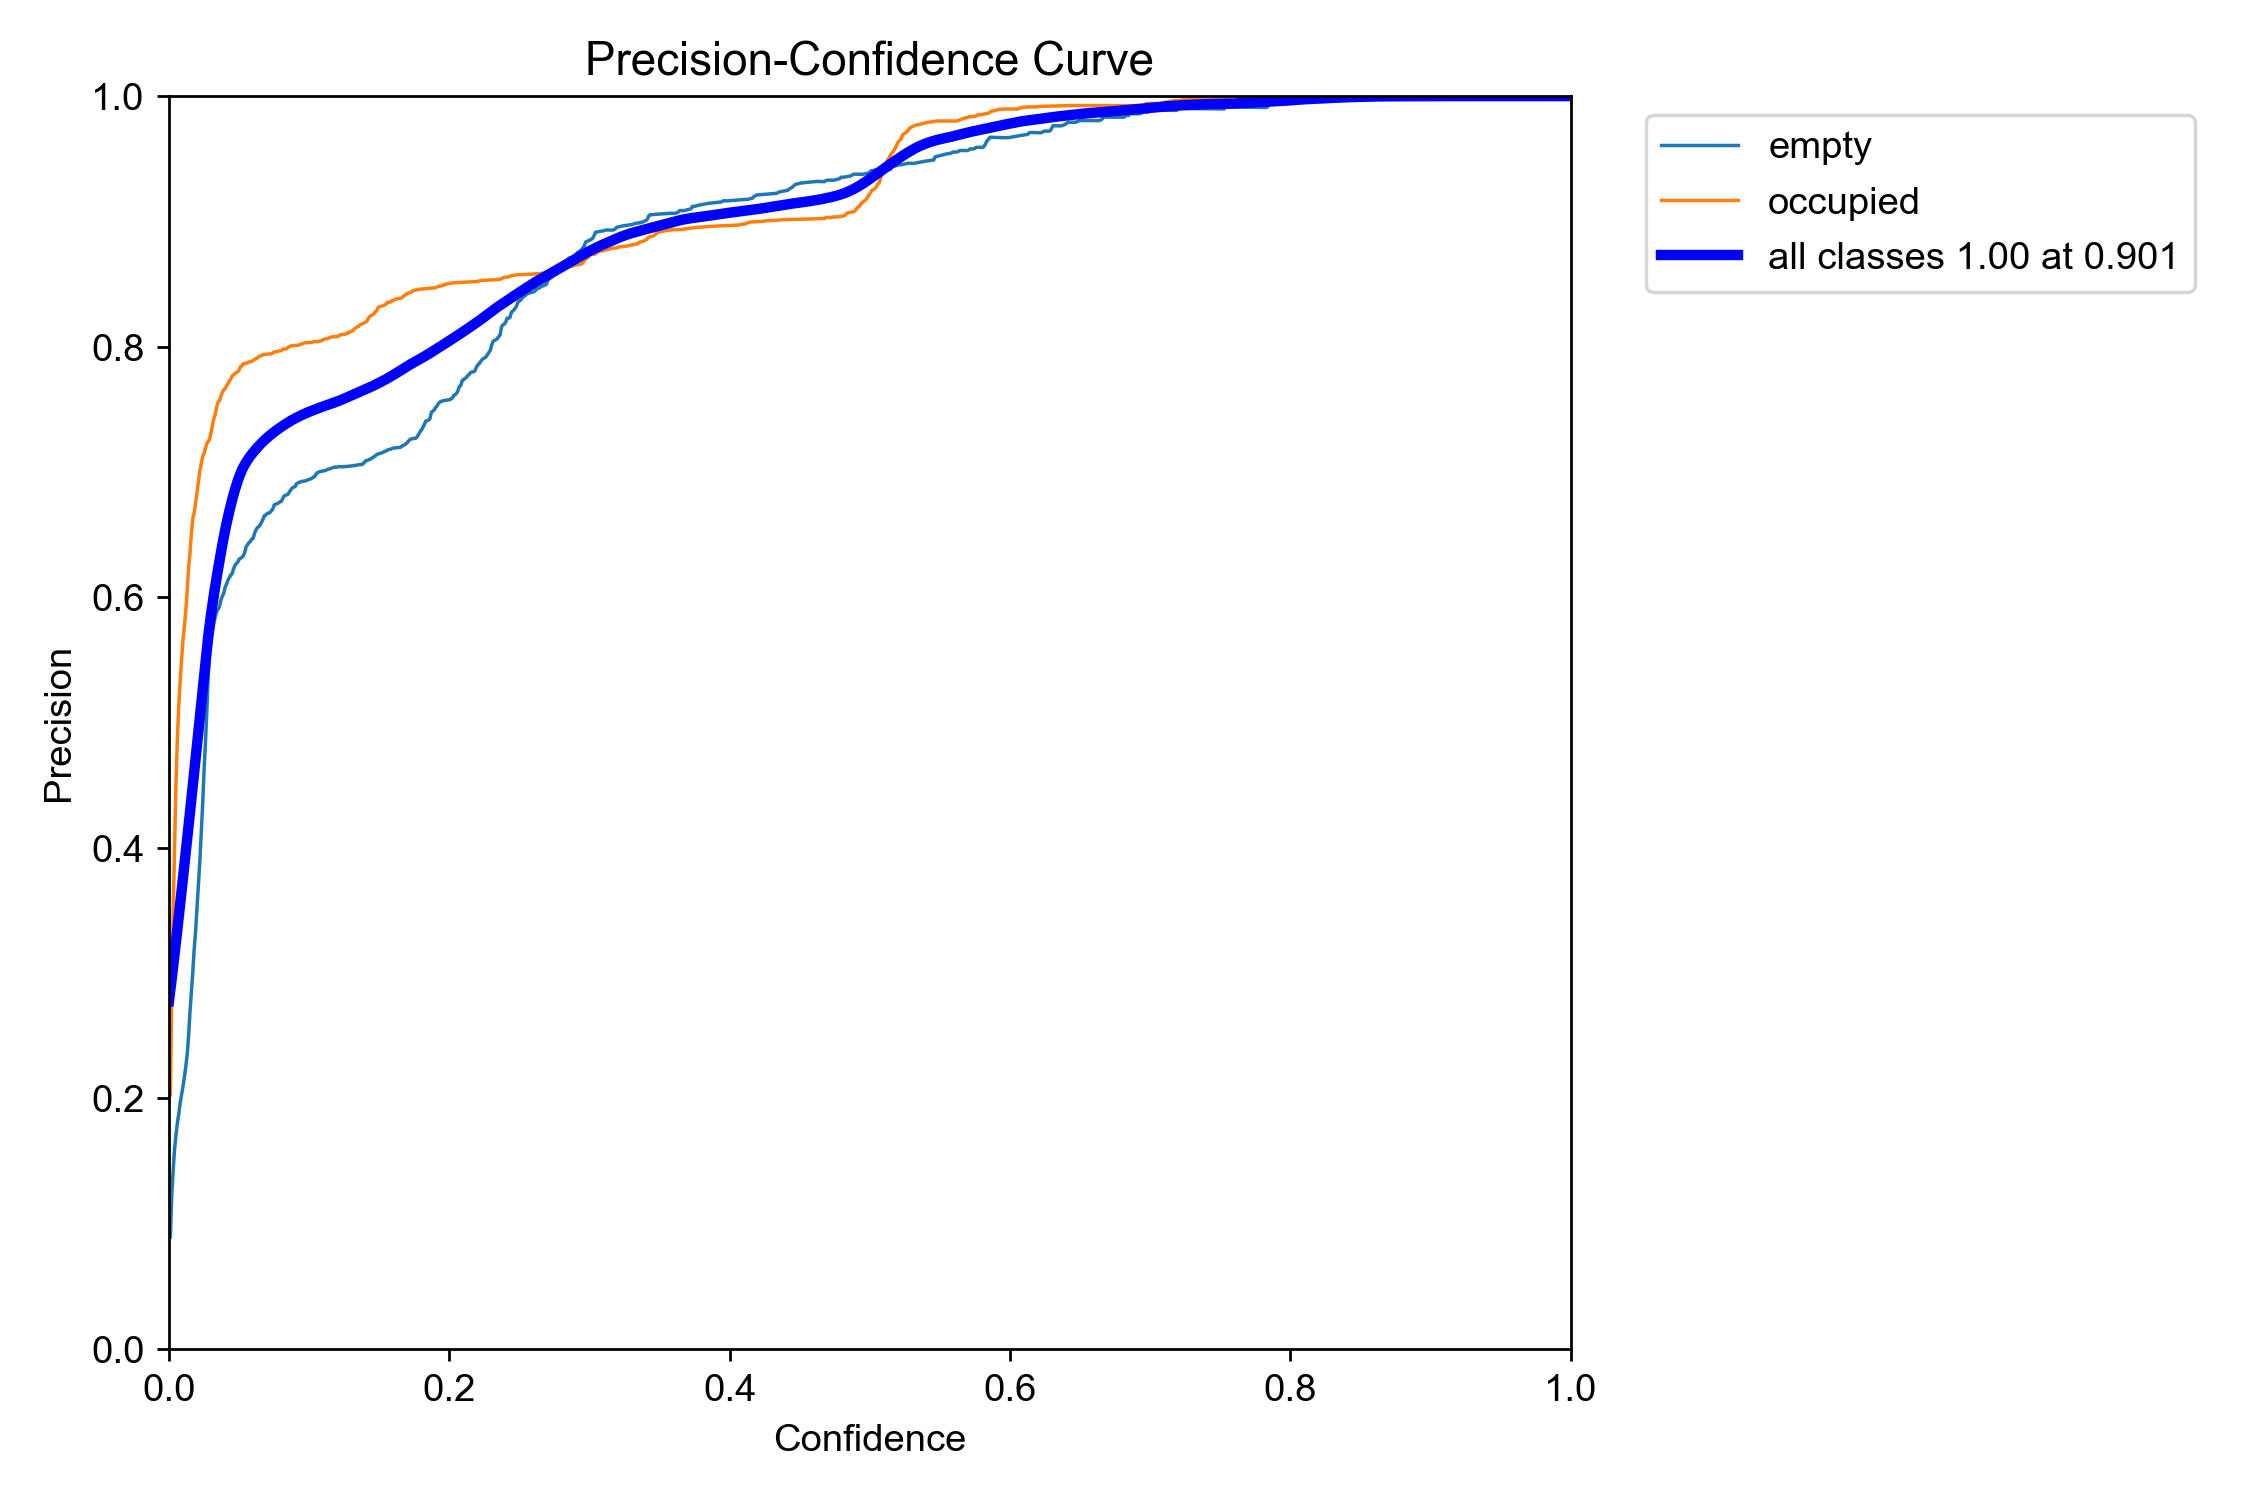 Precision-Confidence Curve
1.0
0.8
0.6
0.4
0.2
0.0
Precision
0.0 0.2 0.4 0.6 0.8 1.0
Confidence
empty
occupied
all classes 1.00 at 0.901